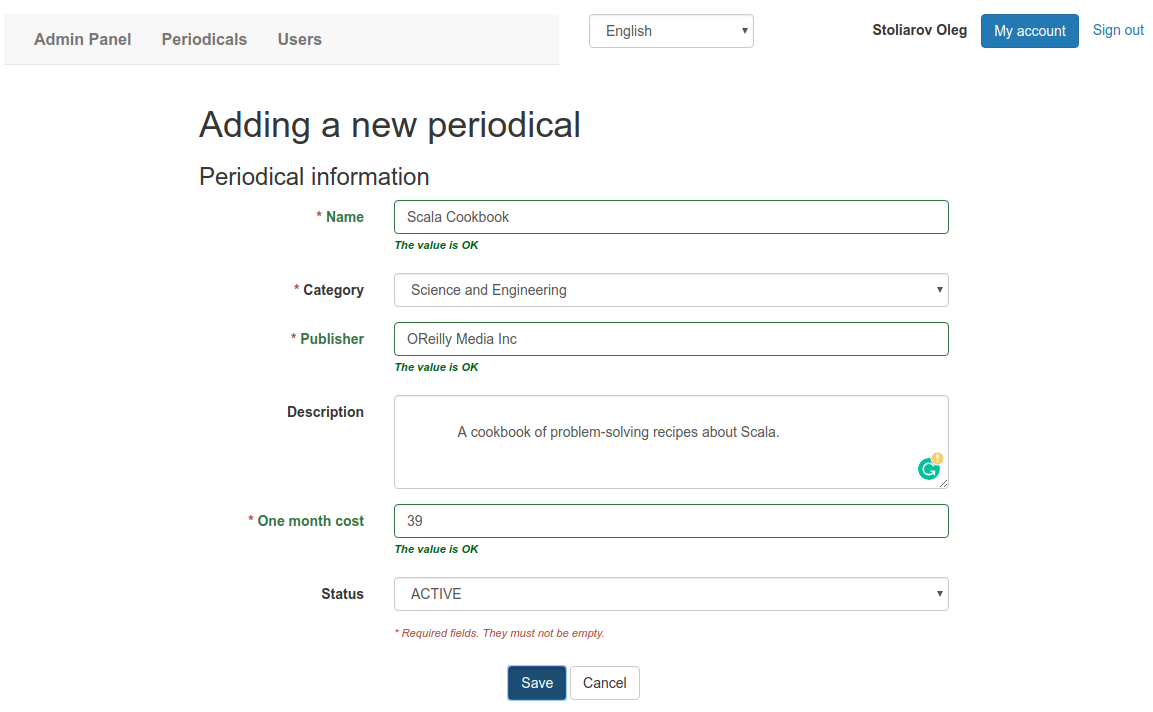 Admin Panel Periodicals Users English Stoliarov Oleg My account Sign out
Adding a new periodical
Periodical information
* Name Scala Cookbook
The value is OK
* Category Science and Engineering
* Publisher OReilly Media Inc
The value is OK
Description A cookbook of problem-solving recipes about Scala.
* One month cost 39
The value is OK
Status ACTIVE
* Required fields. They must not be empty.
Save Cancel